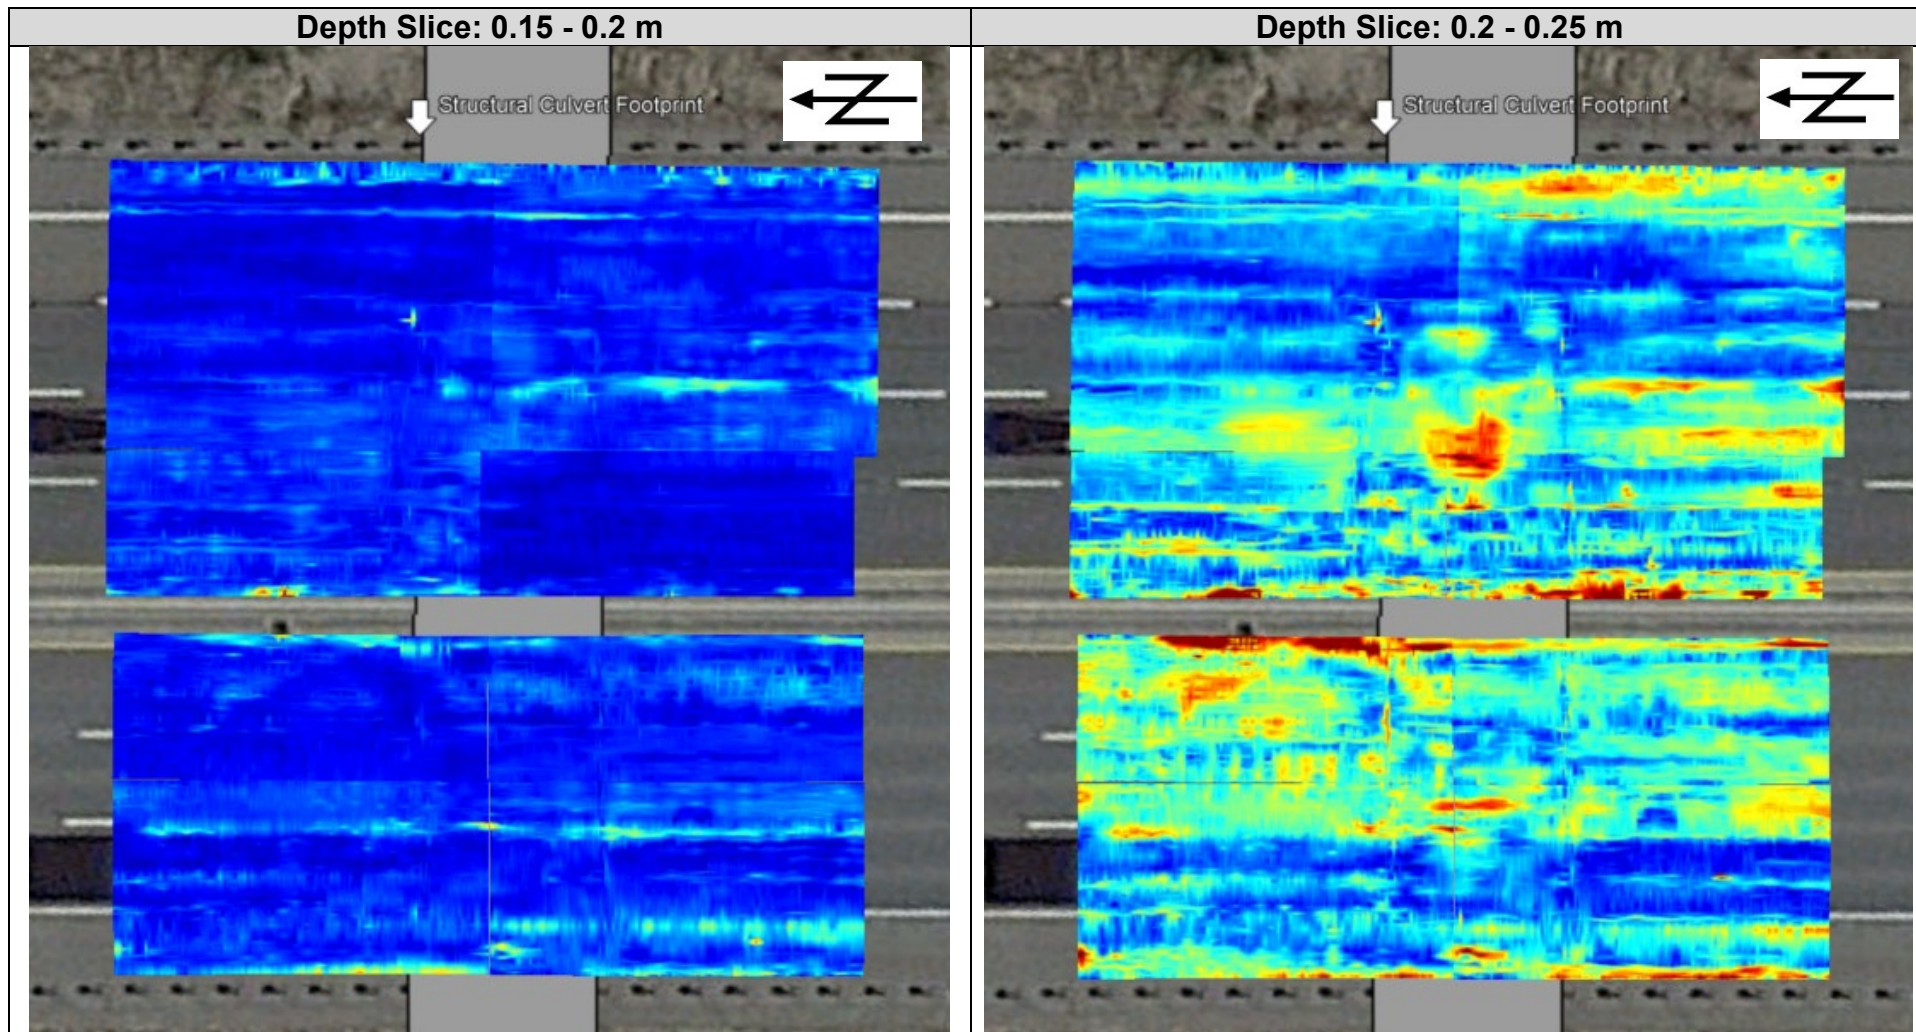 Depth Slice: 0.15 - 0.2 m
Depth Slice: 0.2 - 0.25 m
Structural Culvert Footprint
Z
Structural Culvert Footprint
Z